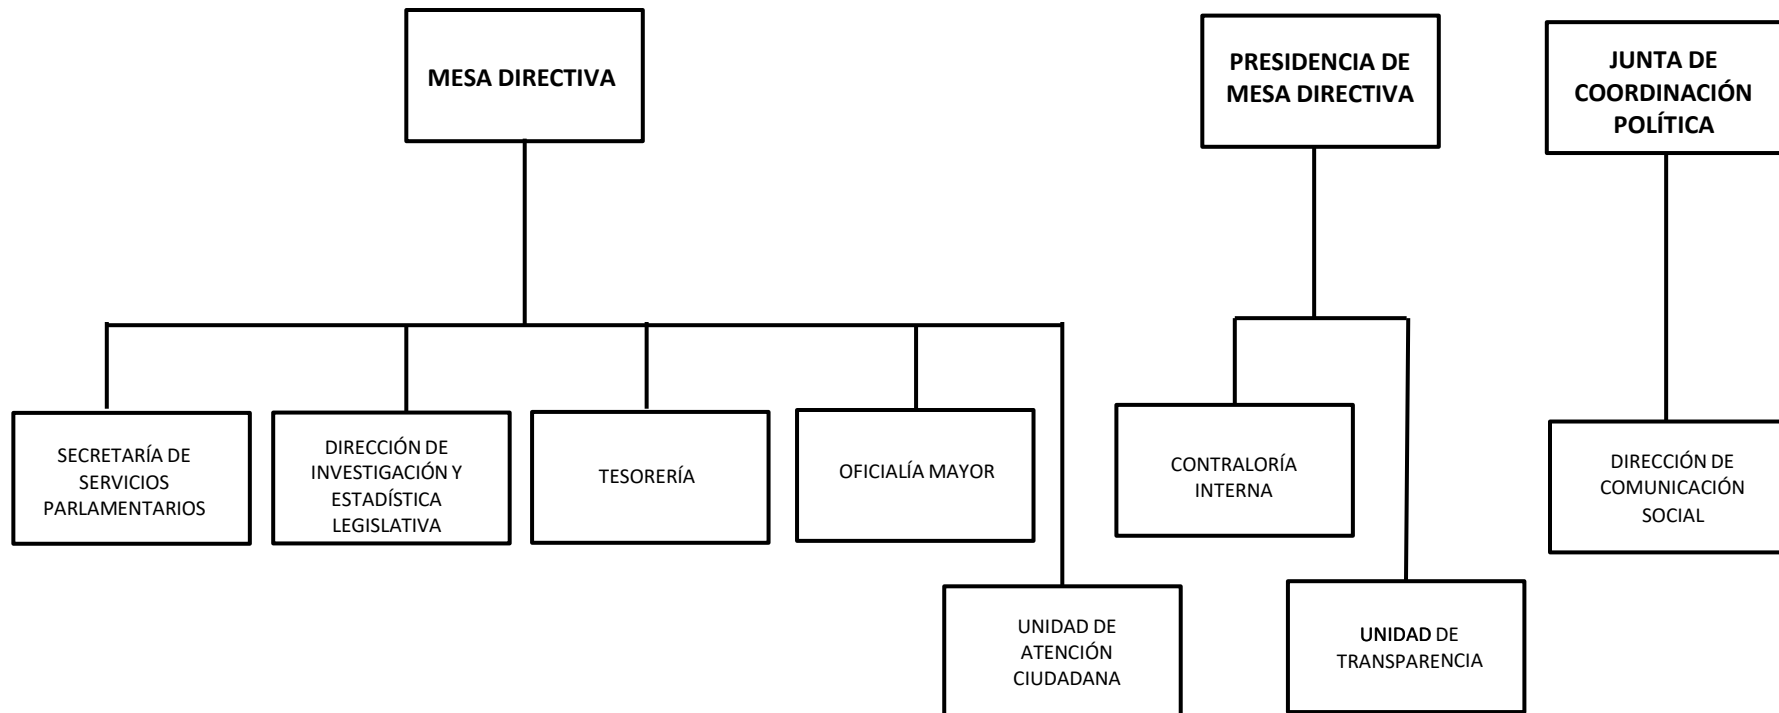 MESA DIRECTIVA
PRESIDENCIA DE
MESA DIRECTIVA
JUNTA DE
COORDINACIÓN
POLÍTICA
SECRETARÍA DE
SERVICIOS
PARLAMENTARIOS
DIRECCIÓN DE
INVESTIGACIÓN Y
ESTADÍSTICA
LEGISLATIVA
TESORERÍA
OFICIALÍA MAYOR
CONTRALORÍA
INTERNA
DIRECCIÓN DE
COMUNICACIÓN
SOCIAL
UNIDAD DE
ATENCIÓN
CIUDADANA
UNIDAD DE
TRANSPARENCIA